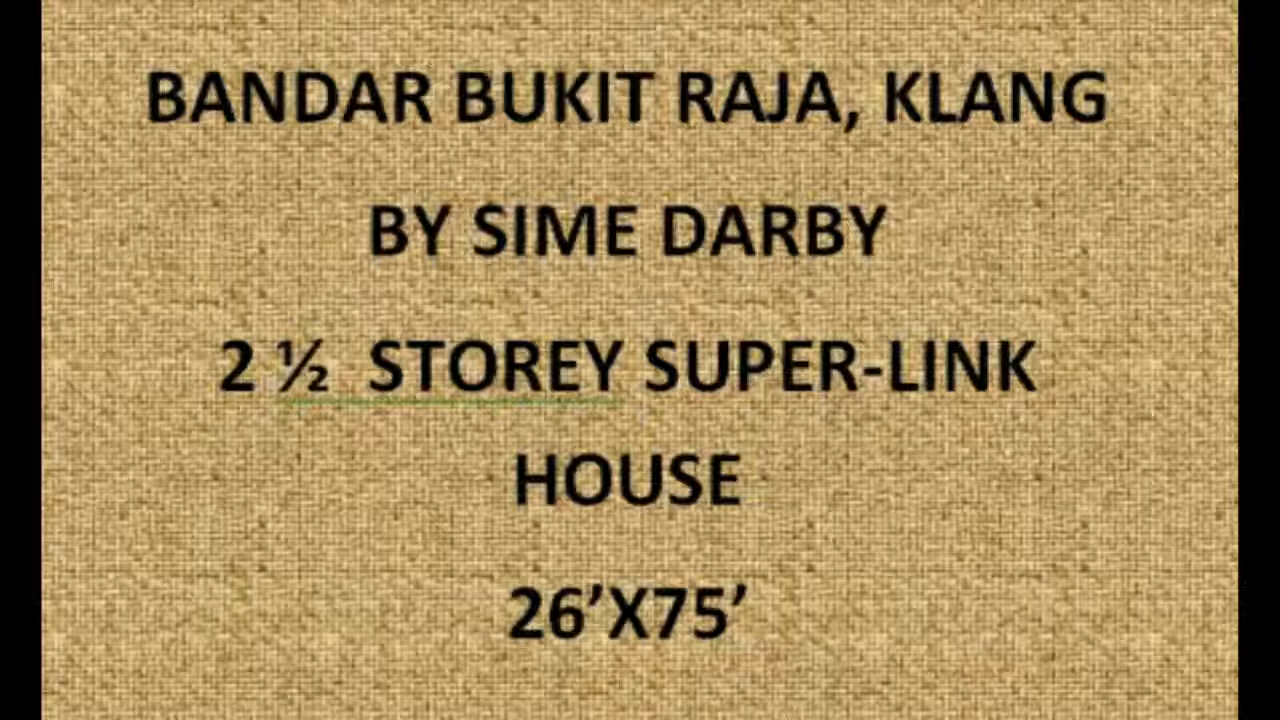 BANDAR BUKIT RAJA, KLANG
BY SIME DARBY
2 ½ STOREY SUPER-LINK
HOUSE
26’X75’